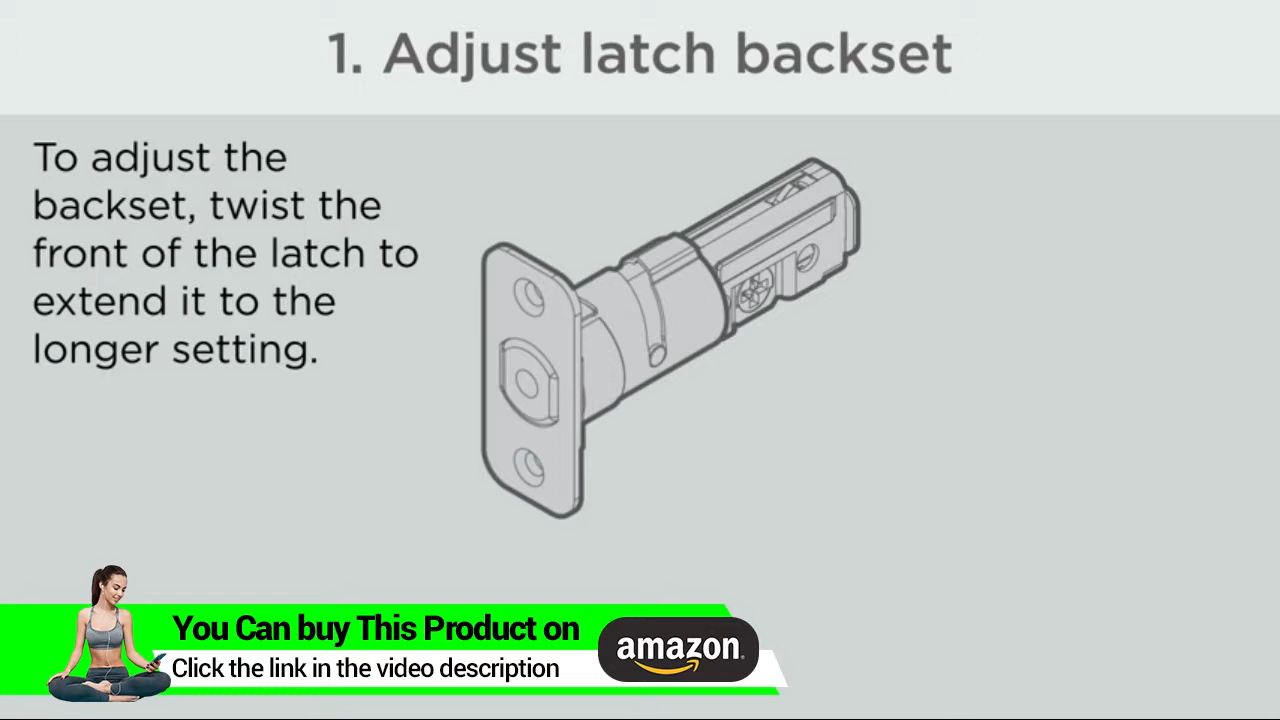 1. Adjust latch backset
To adjust the
backset, twist the
front of the latch to
extend it to the
longer setting.
You Can buy This Product on
Click the link in the video description
amazon